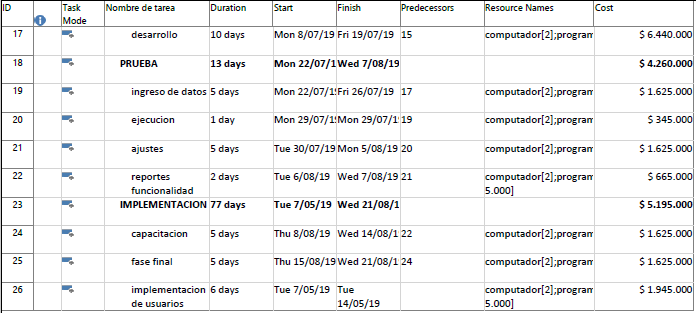 ID Task Mode Nombre de tarea Duration Start Finish Predecessors Resource Names Cost
17 desarrollo 10 days Mon 8/07/19 Fri 19/07/19 15 computador[2];program $ 6.440.000
18 PRUEBA 13 days Mon 22/07/1 Wed 7/08/19 $ 4.260.000
19 ingreso de datos 5 days Mon 22/07/1 Fri 26/07/19 17 computador[2];program $ 1.625.000
20 ejecucion 1 day Mon 29/07/1 Mon 29/07/1 19 computador[2];program $ 345.000
21 ajustes 5 days Tue 30/07/19 Mon 5/08/19 20 computador[2];program $ 1.625.000
22 reportes funcionalidad 2 days Tue 6/08/19 Wed 7/08/19 21 computador[2];program 5.000] $ 665.000
23 IMPLEMENTACION 77 days Tue 7/05/19 Wed 21/08/1 $ 5.195.000
24 capacitacion 5 days Thu 8/08/19 Wed 14/08/1 22 computador[2];program $ 1.625.000
25 fase final 5 days Thu 15/08/19 Wed 21/08/1 24 computador[2];program $ 1.625.000
26 implementacion de usuarios 6 days Tue 7/05/19 Tue 14/05/19 computador[2];program 5.000] $ 1.945.000